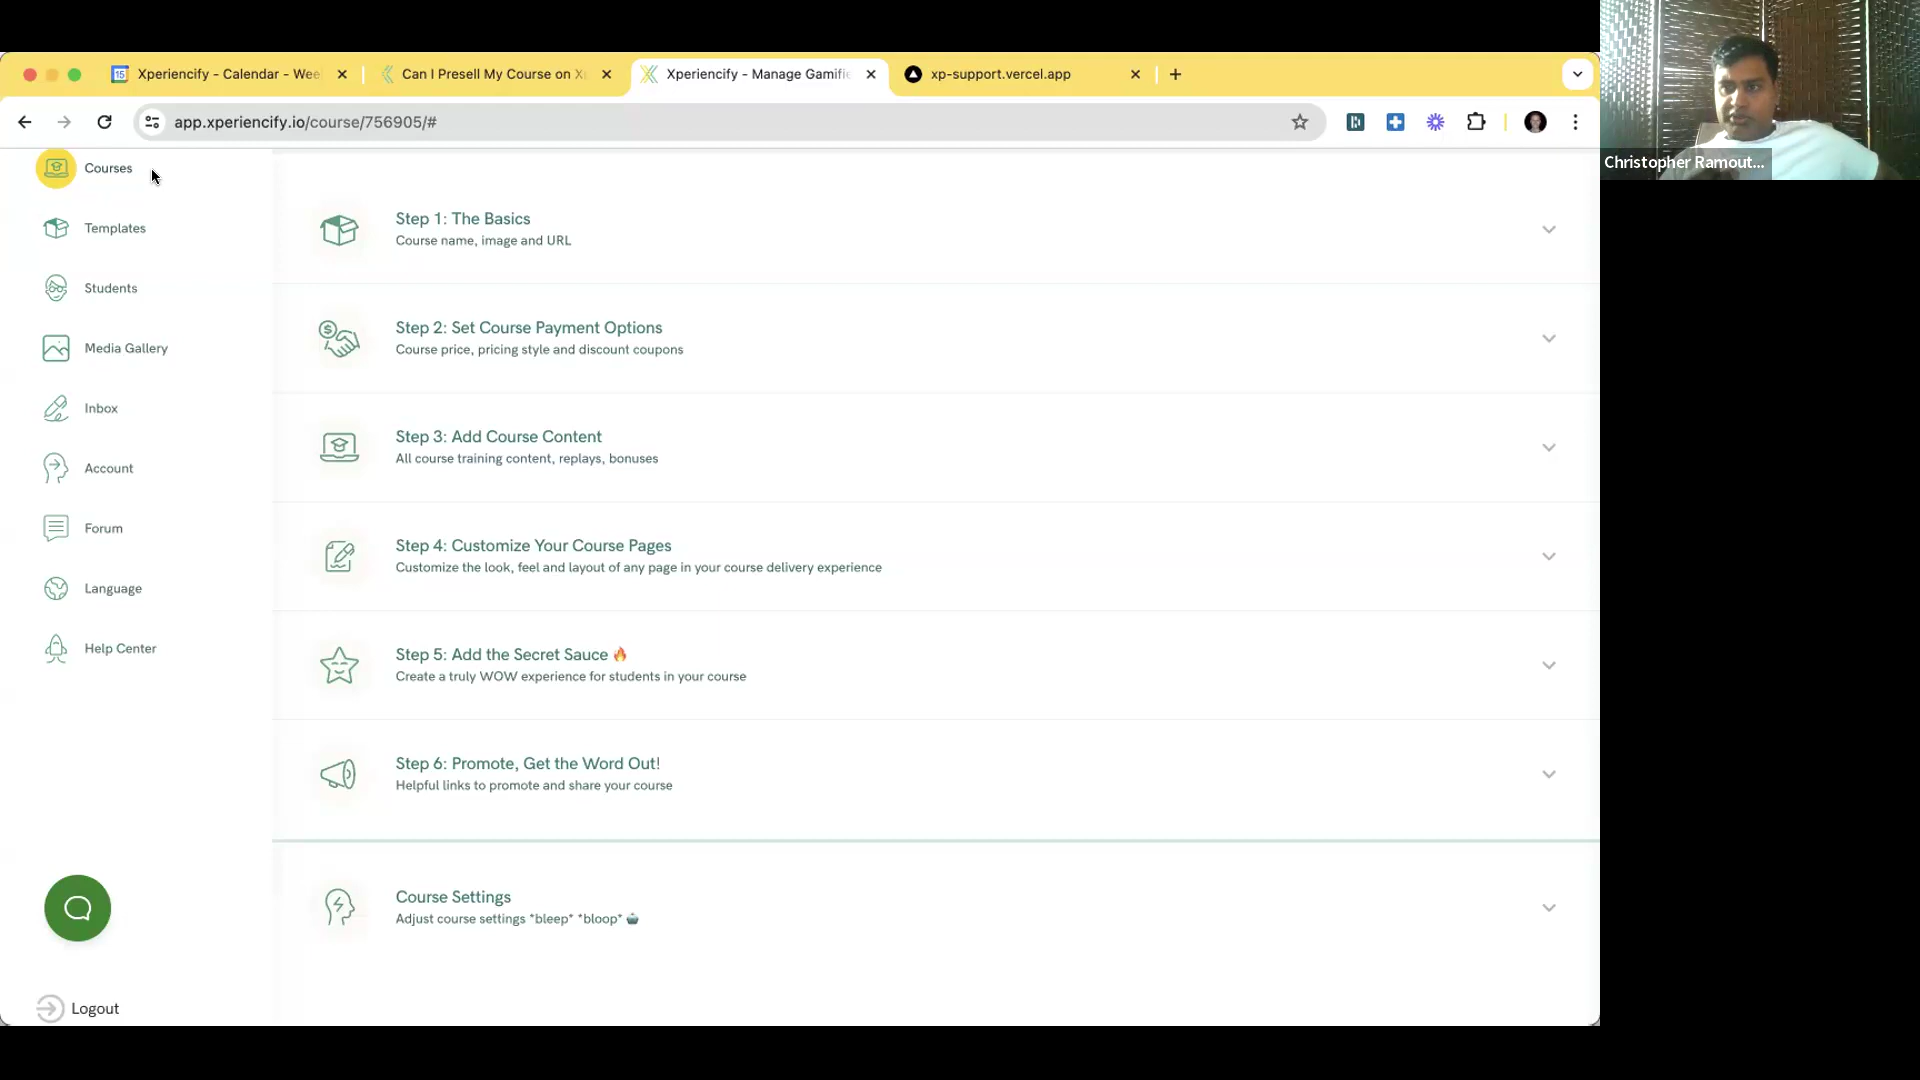 Xperiencify - Calendar - Wee
Can I Presell My Course on X
Xperiencify - Manage Gamifi
xp-support.vercel.app
app.xperiencify.io/course/756905/#
Christopher Ramout...
Courses
Templates
Students
Media Gallery
Inbox
Account
Forum
Language
Help Center
Logout
Step 1: The Basics
Course name, image and URL
Step 2: Set Course Payment Options
Course price, pricing style and discount coupons
Step 3: Add Course Content
All course training content, replays, bonuses
Step 4: Customize Your Course Pages
Customize the look, feel and layout of any page in your course delivery experience
Step 5: Add the Secret Sauce 🔥
Create a truly WOW experience for students in your course
Step 6: Promote, Get the Word Out!
Helpful links to promote and share your course
Course Settings
Adjust course settings *bleep* *bloop* 🤖